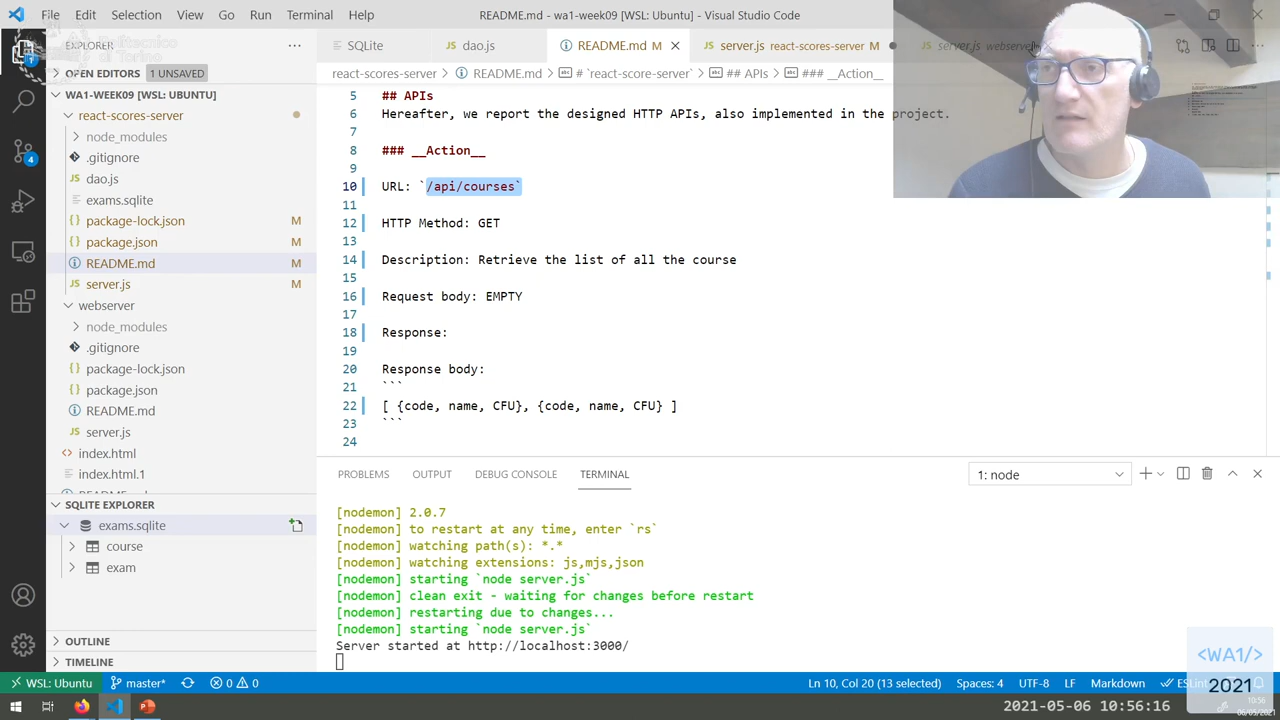 File Edit Selection View Go Run Terminal Help
README.md - wa1-week09 [WSL: Ubuntu] - Visual Studio Code
EXPLORER
SQLite
dao.js
README.md M
server.js react-scores-server M
server.js webserver
OPEN EDITORS 1 UNSAVED
react-scores-server > README.md > # `react-score-server` > ## APIs > ### __Action__
WA1-WEEK09 [WSL: UBUNTU]
react-scores-server
node_modules
.gitignore
dao.js
exams.sqlite
package-lock.json M
package.json M
README.md M
server.js M
webserver
node_modules
.gitignore
package-lock.json
package.json
README.md
server.js
index.html
index.html.1
SQLITE EXPLORER
exams.sqlite
course
exam
OUTLINE
TIMELINE
5 ## APIs
6 Hereafter, we report the designed HTTP APIs, also implemented in the project.
7
8 ### __Action__
9
10 URL: `/api/courses`
11
12 HTTP Method: GET
13
14 Description: Retrieve the list of all the course
15
16 Request body: EMPTY
17
18 Response:
19
20 Response body:
21 ```
22 [ {code, name, CFU}, {code, name, CFU} ]
23 ```
24
PROBLEMS OUTPUT DEBUG CONSOLE TERMINAL
1: node
[nodemon] 2.0.7
[nodemon] to restart at any time, enter `rs`
[nodemon] watching path(s): *.*
[nodemon] watching extensions: js,mjs,json
[nodemon] starting `node server.js`
[nodemon] clean exit - waiting for changes before restart
[nodemon] restarting due to changes...
[nodemon] starting `node server.js`
Server started at http://localhost:3000/
<WA1/>
2021
WSL: Ubuntu master* 0 0 Ln 10, Col 20 (13 selected) Spaces: 4 UTF-8 LF Markdown ESLint
2021-05-06 10:56:16
10:56
06/05/2021